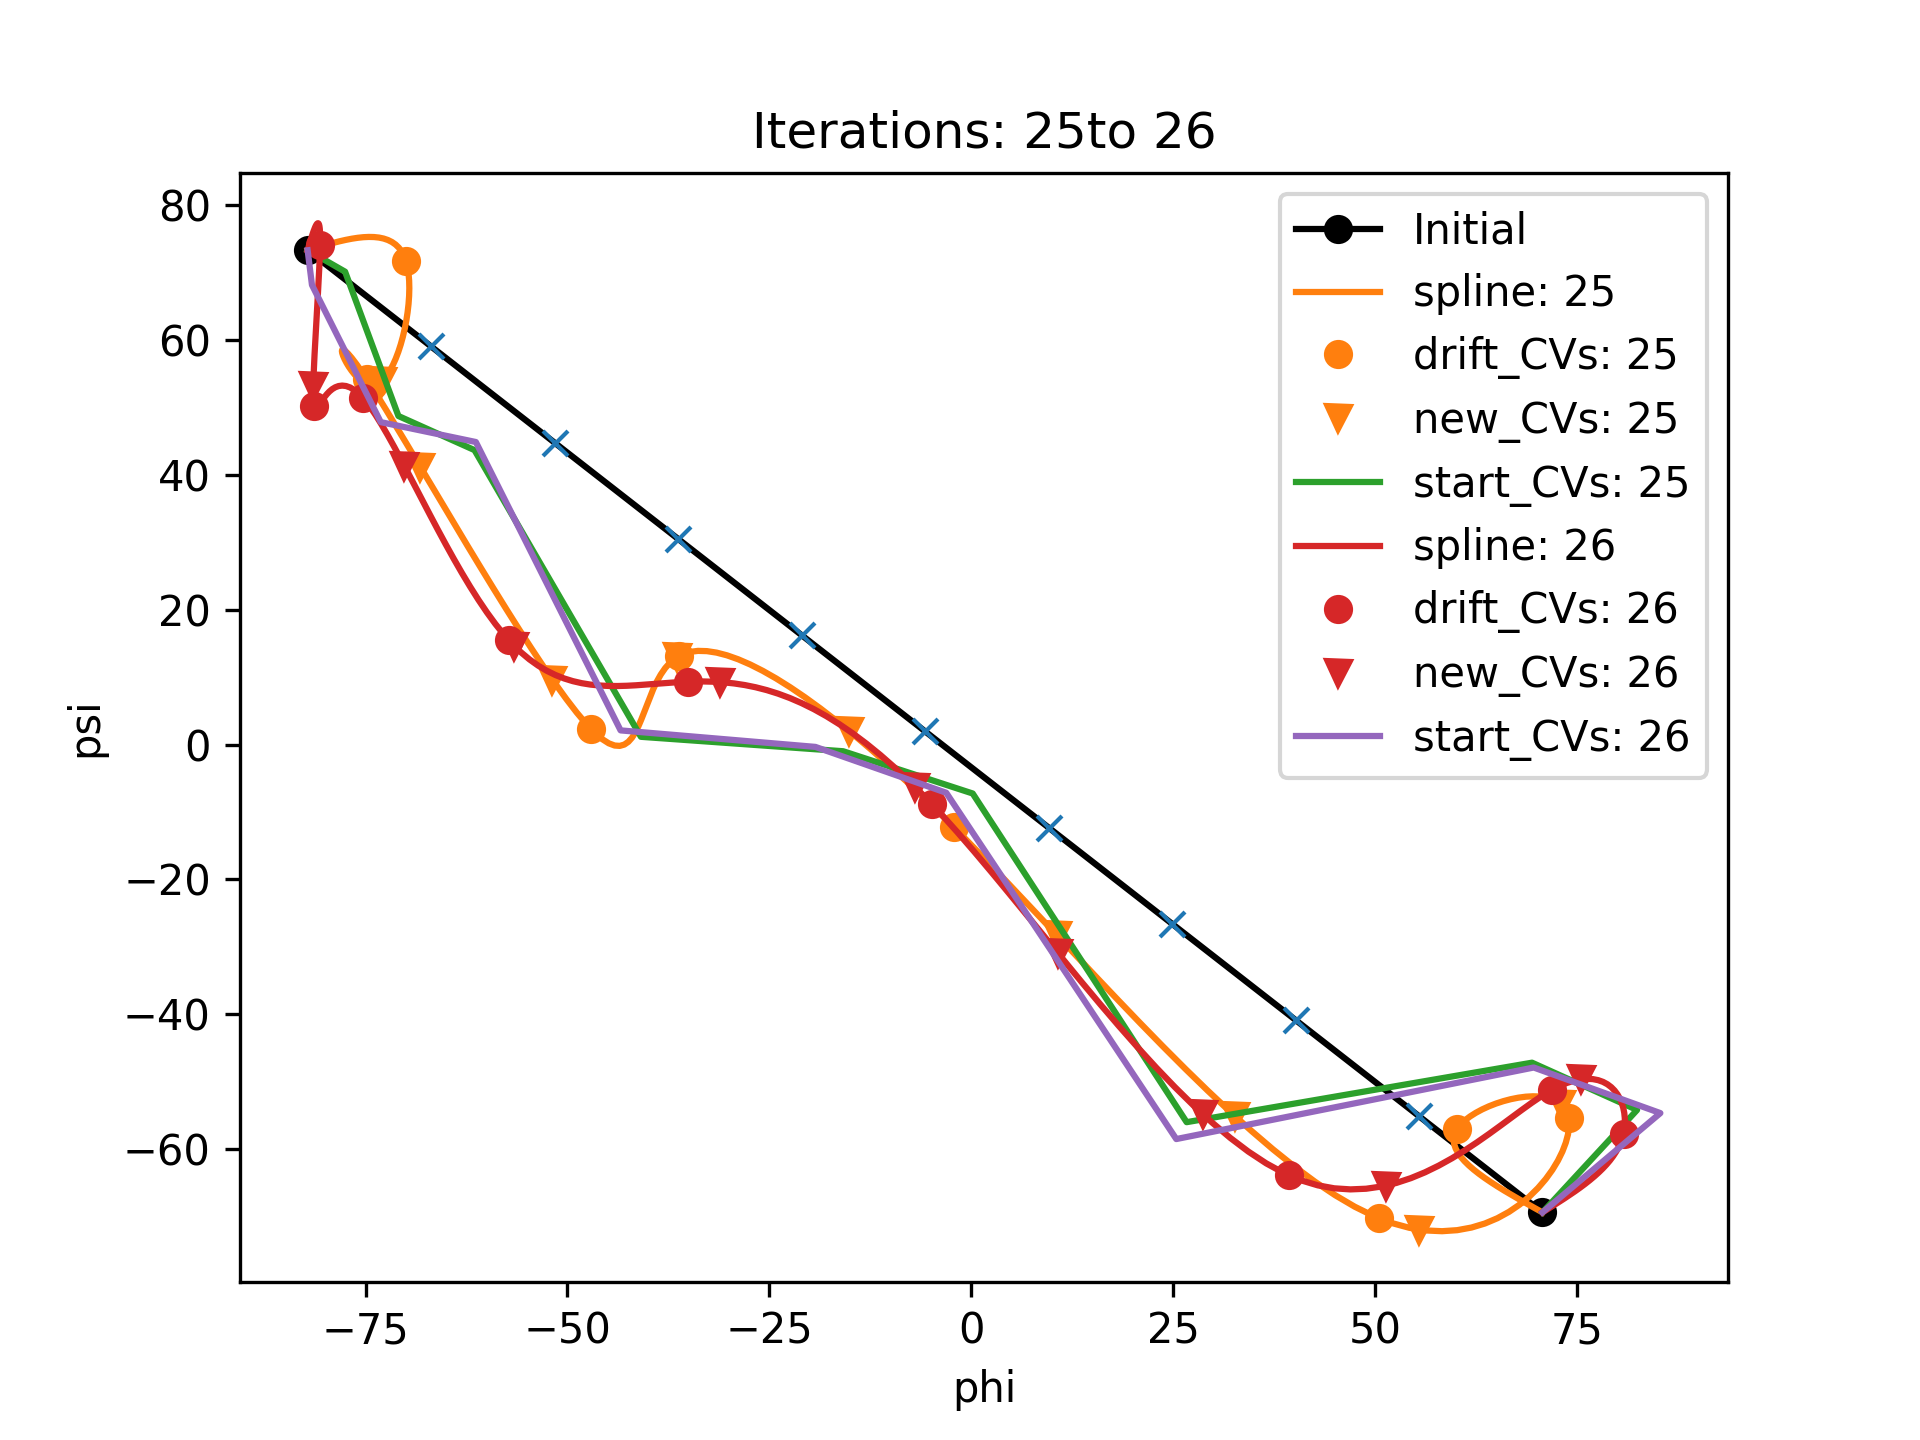 Iterations: 25to 26
80
60
40
20
0
−20
−40
−60
psi
−75
−50
−25
0
25
50
75
phi
Initial
spline: 25
drift_CVs: 25
new_CVs: 25
start_CVs: 25
spline: 26
drift_CVs: 26
new_CVs: 26
start_CVs: 26